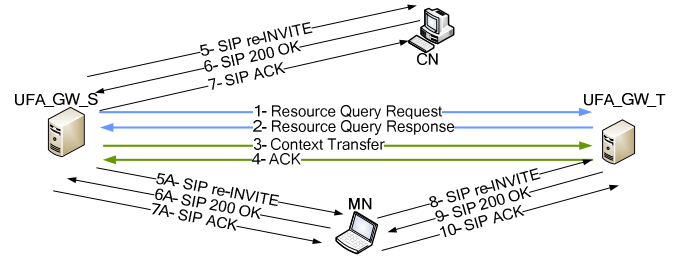 5- SIP re-INVITE
6- SIP 200 OK
7- SIP ACK
CN
UFA_GW_S
UFA_GW_T
1- Resource Query Request
2- Resource Query Response
3- Context Transfer
4- ACK
5A- SIP re-INVITE
6A- SIP 200 OK
7A- SIP ACK
MN
8- SIP re-INVITE
9- SIP 200 OK
10- SIP ACK